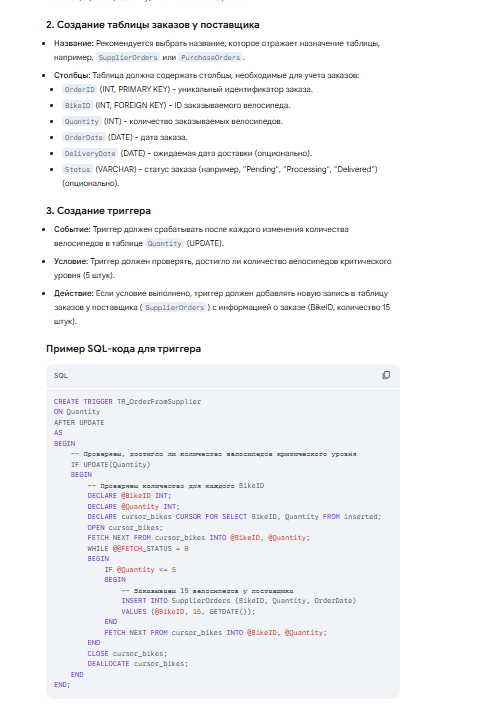 2. Создание таблицы заказов у поставщика
Название: Рекомендуется выбрать название, которое отражает назначение таблицы,
например, SupplierOrders или PurchaseOrders.
Столбцы: Таблица должна содержать столбцы, необходимые для учета заказов:
OrderID (INT, PRIMARY KEY) - уникальный идентификатор заказа.
BikeID (INT, FOREIGN KEY) - ID заказываемого велосипеда.
Quantity (INT) - количество заказываемых велосипедов.
OrderDate (DATE) - дата заказа.
DeliveryDate (DATE) - ожидаемая дата доставки (опционально).
Status (VARCHAR) - статус заказа (например, "Pending", "Processing", "Delivered")
(опционально).
3. Создание триггера
Событие: Триггер должен срабатывать после каждого изменения количества
велосипедов в таблице Quantity (UPDATE).
Условие: Триггер должен проверять, достигло ли количество велосипедов критического
уровня (5 штук).
Действие: Если условие выполнено, триггер должен добавлять новую запись в таблицу
заказов у поставщика ( SupplierOrders ) с информацией о заказе (BikeID, количество 15
штук).
Пример SQL-кода для триггера
SQL
CREATE TRIGGER TR_OrderFromSupplier
ON Quantity
AFTER UPDATE
AS
BEGIN
-- Проверяем, достигло ли количество велосипедов критического уровня
IF UPDATE(Quantity)
BEGIN
-- Проверяем количество для каждого BikeID
DECLARE @BikeID INT;
DECLARE @Quantity INT;
DECLARE cursor_bikes CURSOR FOR SELECT BikeID, Quantity FROM inserted;
OPEN cursor_bikes;
FETCH NEXT FROM cursor_bikes INTO @BikeID, @Quantity;
WHILE @@FETCH_STATUS = 0
BEGIN
IF @Quantity <= 5
BEGIN
-- Заказываем 15 велосипедов у поставщика
INSERT INTO SupplierOrders (BikeID, Quantity, OrderDate)
VALUES (@BikeID, 15, GETDATE());
END
FETCH NEXT FROM cursor_bikes INTO @BikeID, @Quantity;
END
CLOSE cursor_bikes;
DEALLOCATE cursor_bikes;
END
END;